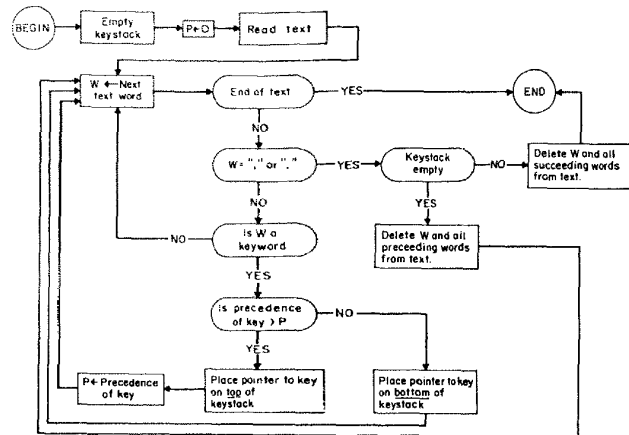 BEGIN
Empty
keystack
P←O
Read text
W ←Next
text word
End of text
YES
END
NO
W = "," or "."
YES
Keystack
empty
NO
Delete W and all
succeeding words
from text.
NO
YES
NO
Is W a
keyword
Delete W and all
preceeding words
from text.
YES
Is precedence
of key > P
NO
YES
P← Precedence
of key
Place pointer to key
on top of
keystack
Place pointer to key
on bottom of
keystack